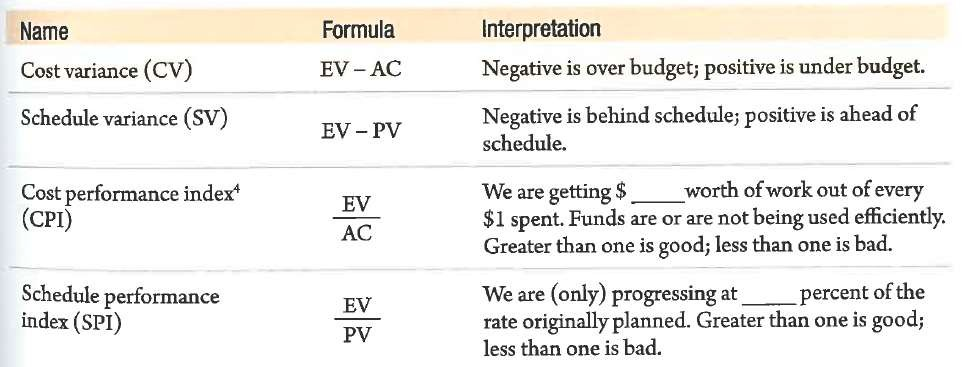 Name Formula Interpretation
Cost variance (CV) EV – AC Negative is over budget; positive is under budget.
Schedule variance (SV) EV – PV Negative is behind schedule; positive is ahead of
schedule.
Cost performance index⁴
(CPI)
EV
AC
We are getting $ ____worth of work out of every
$1 spent. Funds are or are not being used efficiently.
Greater than one is good; less than one is bad.
Schedule performance
index (SPI)
EV
PV
We are (only) progressing at ____ percent of the
rate originally planned. Greater than one is good;
less than one is bad.